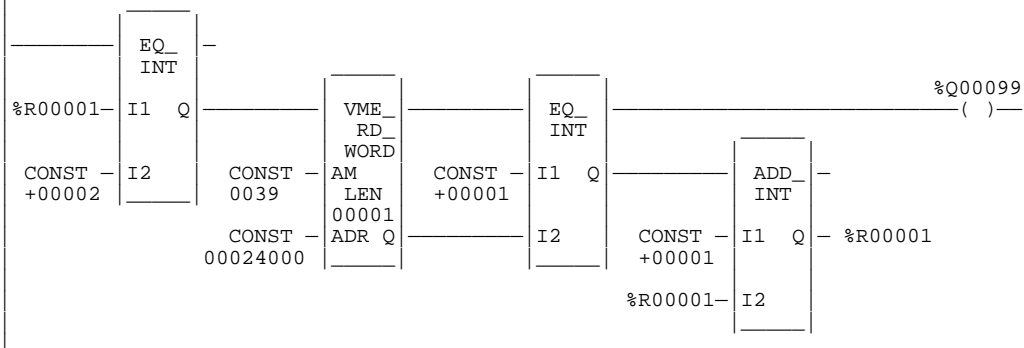 EQ_
INT
%Q00099
%R00001 I1 Q VME_ EQ_ ( )
RD_ INT
WORD
CONST I2 CONST AM CONST I1 Q ADD_
+00002 0039 LEN +00001 INT
00001
CONST ADR Q I2 CONST I1 Q %R00001
00024000 +00001
%R00001 I2